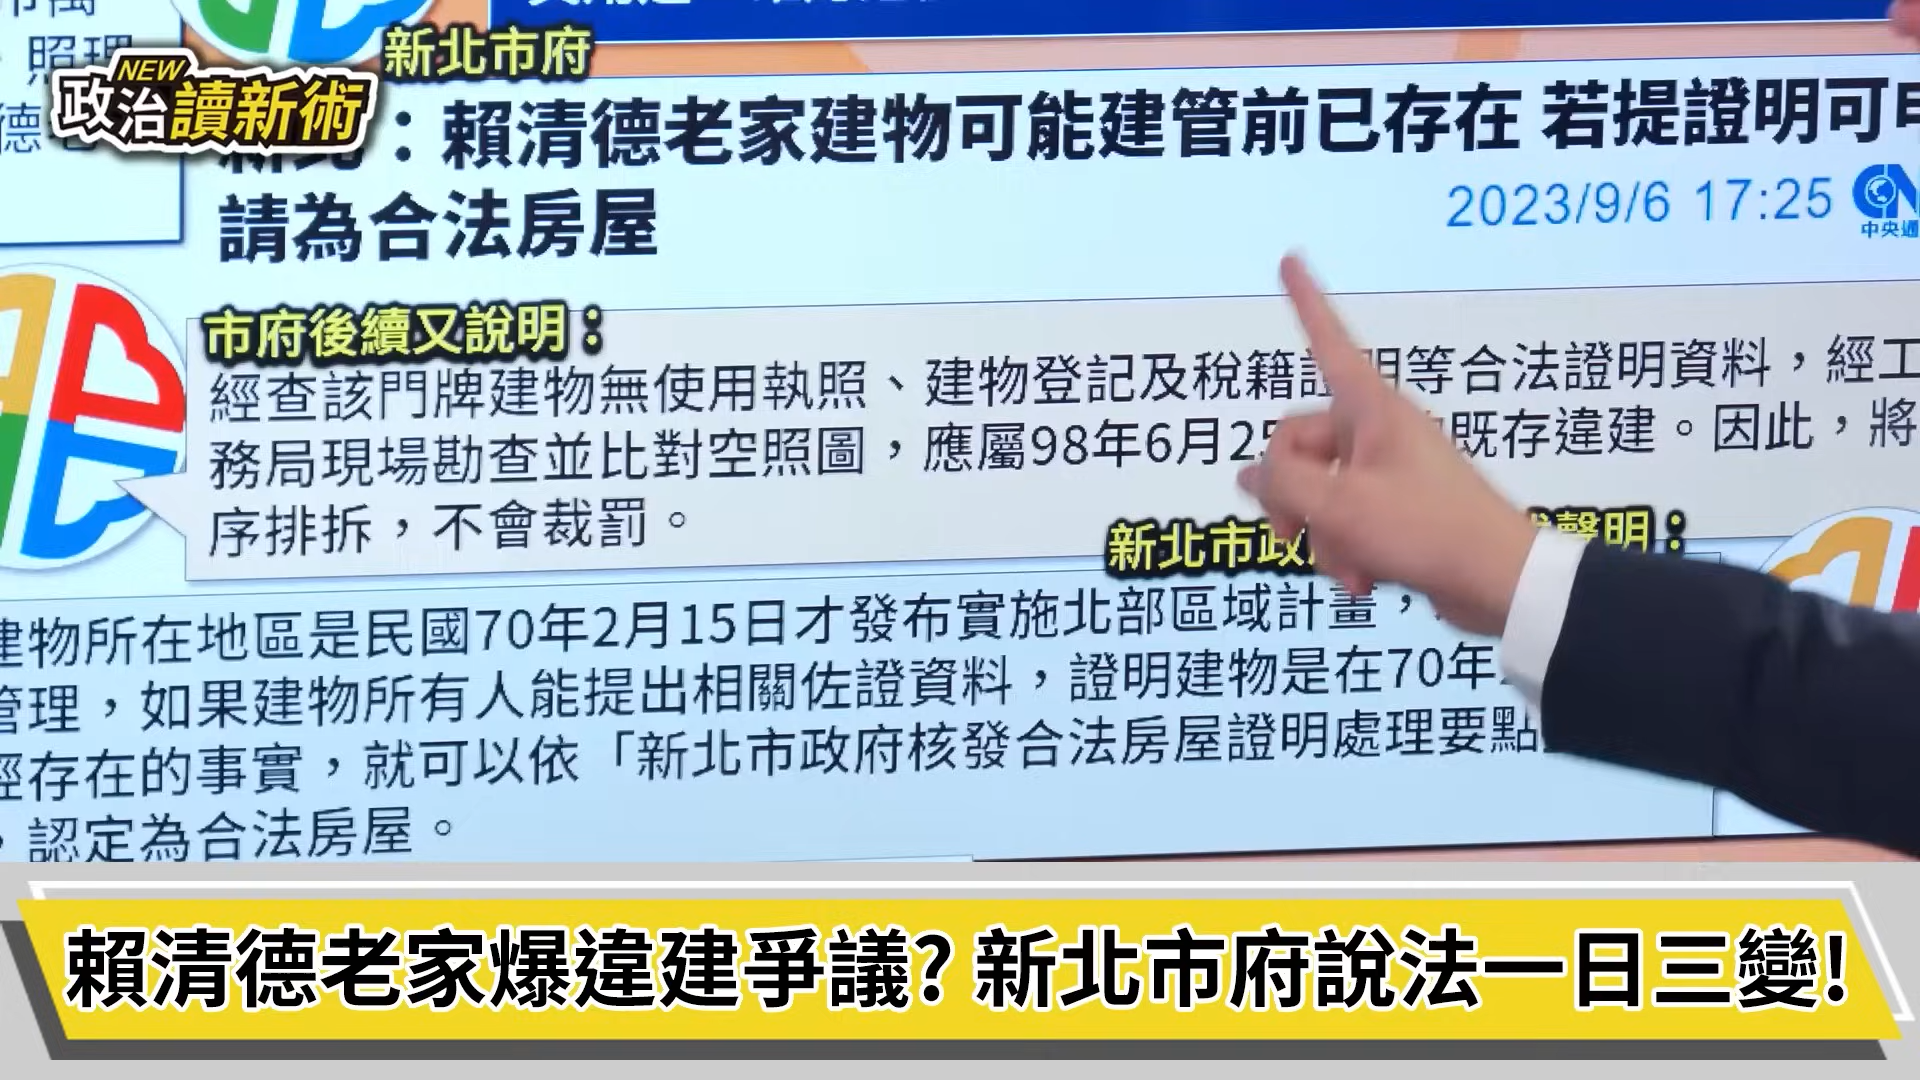 照理
德
NEW
政治讀新術
新北市府
新北：賴清德老家建物可能建管前已存在 若提證明可申
請為合法房屋
2023/9/6 17:25
中央通
市府後續又說明：
經查該門牌建物無使用執照、建物登記及稅籍證明等合法證明資料，經工
務局現場勘查並比對空照圖，應屬98年6月25 既存違建。因此，將
序排拆，不會裁罰。
新北市政 聲明：
建物所在地區是民國70年2月15日才發布實施北部區域計畫，
管理，如果建物所有人能提出相關佐證資料，證明建物是在70年
經存在的事實，就可以依「新北市政府核發合法房屋證明處理要點
，認定為合法房屋。
賴清德老家爆違建爭議? 新北市府說法一日三變!